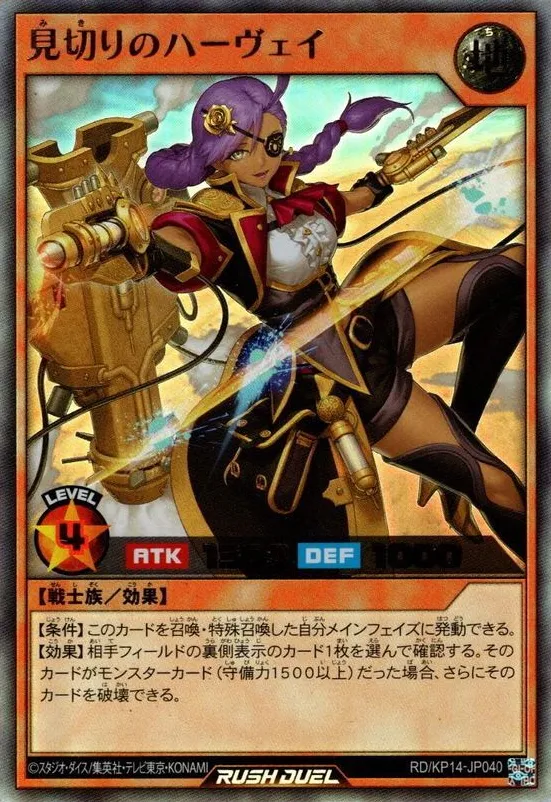 見切りのハーヴェイ
地
LEVEL
4
ATK
DEF 1000
【戦士族/効果】
【条件】このカードを召喚・特殊召喚した自分メインフェイズに発動できる。
【効果】相手フィールドの裏側表示のカード1枚を選んで確認する。その
カードがモンスターカード(守備力1500以上)だった場合、さらにその
カードを破壊できる。
©スタジオ・ダイス/集英社・テレビ東京・KONAMI
RUSH DUEL
RD/KP14-JP040